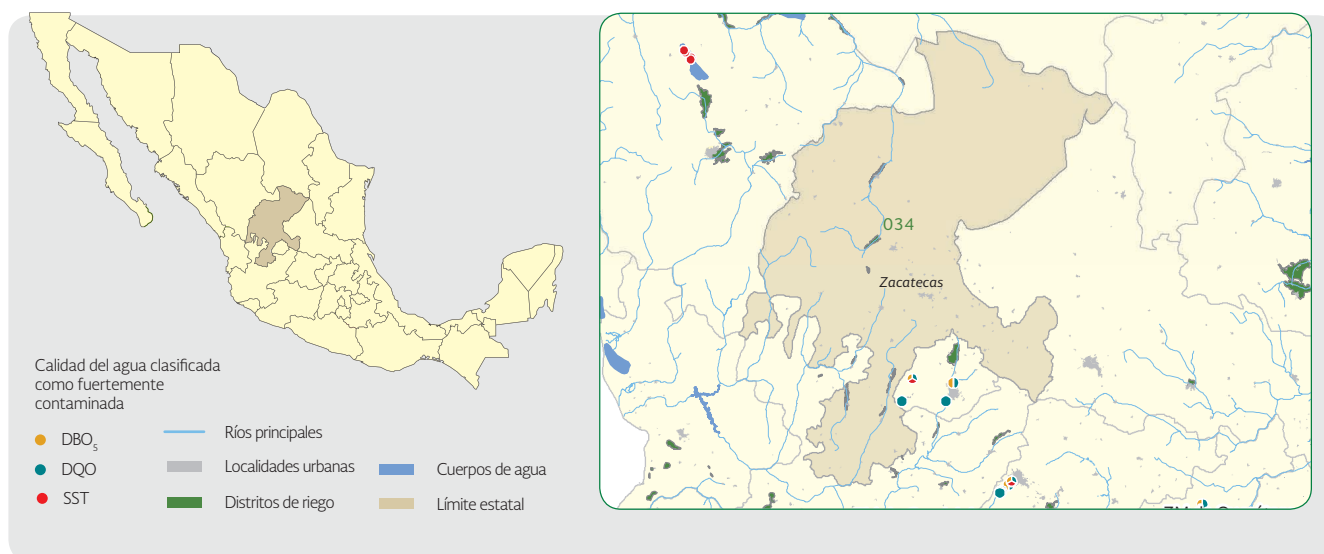 034
Zacatecas
Calidad del agua clasificada
como fuertemente
contaminada
DBO₅
DQO
SST
Ríos principales
Localidades urbanas
Distritos de riego
Cuerpos de agua
Límite estatal